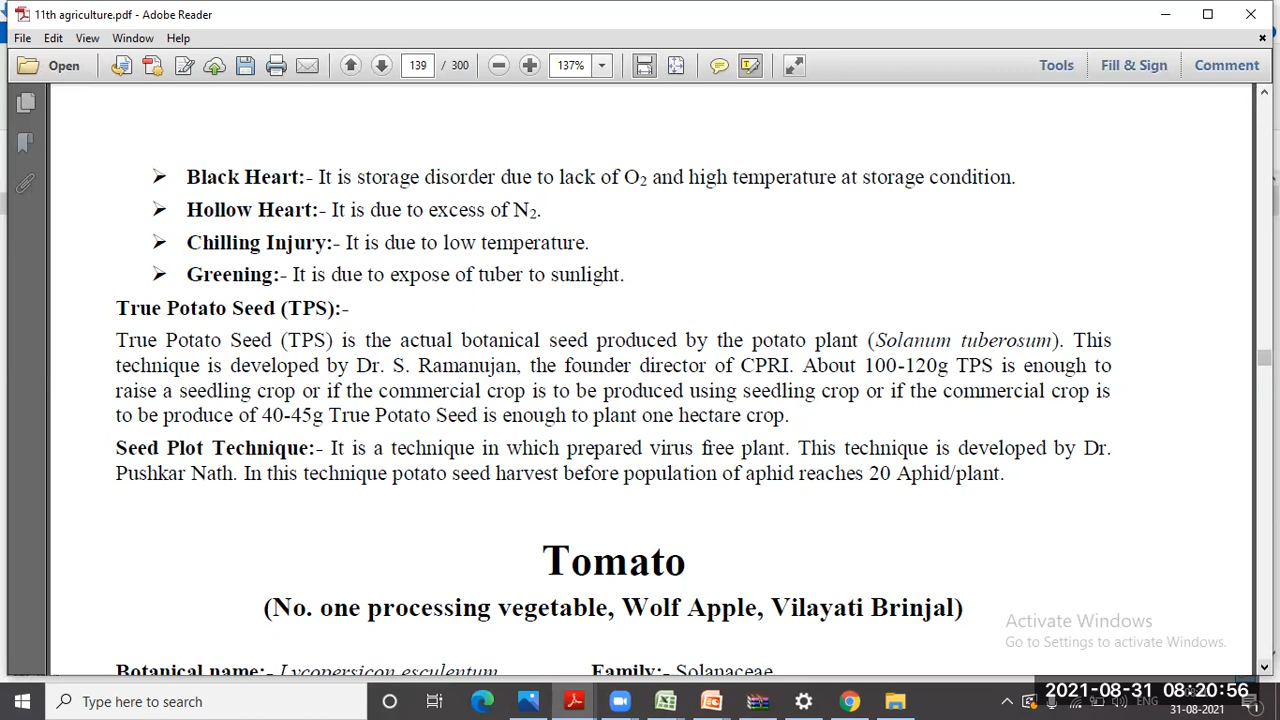 11th agriculture.pdf - Adobe Reader
File Edit View Window Help
Open 139 / 300 137% Tools Fill & Sign Comment
➢ Black Heart:- It is storage disorder due to lack of O2 and high temperature at storage condition.
➢ Hollow Heart:- It is due to excess of N2.
➢ Chilling Injury:- It is due to low temperature.
➢ Greening:- It is due to expose of tuber to sunlight.
True Potato Seed (TPS):-
True Potato Seed (TPS) is the actual botanical seed produced by the potato plant (Solanum tuberosum). This
technique is developed by Dr. S. Ramanujan, the founder director of CPRI. About 100-120g TPS is enough to
raise a seedling crop or if the commercial crop is to be produced using seedling crop or if the commercial crop is
to be produce of 40-45g True Potato Seed is enough to plant one hectare crop.
Seed Plot Technique:- It is a technique in which prepared virus free plant. This technique is developed by Dr.
Pushkar Nath. In this technique potato seed harvest before population of aphid reaches 20 Aphid/plant.
Tomato
(No. one processing vegetable, Wolf Apple, Vilayati Brinjal)
Activate Windows
Go to Settings to activate Windows.
Botanical name:- Lycopersicon esculentum Family:- Solanaceae
Type here to search
ENG
2021-08-31 08:20:56
31-08-2021